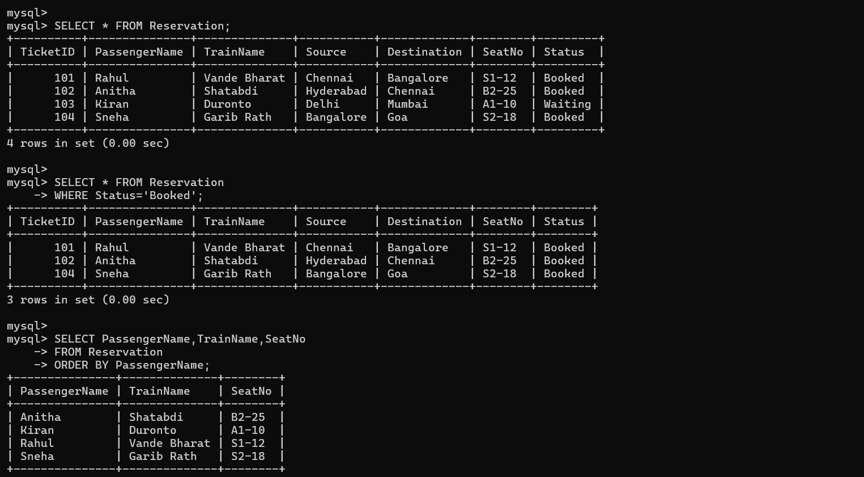 mysql>
mysql> SELECT * FROM Reservation;
+----------+---------------+--------------+-----------+-------------+--------+---------+
| TicketID | PassengerName | TrainName    | Source    | Destination | SeatNo | Status  |
+----------+---------------+--------------+-----------+-------------+--------+---------+
|      101 | Rahul         | Vande Bharat | Chennai   | Bangalore   | S1-12  | Booked  |
|      102 | Anitha        | Shatabdi     | Hyderabad | Chennai     | B2-25  | Booked  |
|      103 | Kiran         | Duronto      | Delhi     | Mumbai      | A1-10  | Waiting |
|      104 | Sneha         | Garib Rath   | Bangalore | Goa         | S2-18  | Booked  |
+----------+---------------+--------------+-----------+-------------+--------+---------+
4 rows in set (0.00 sec)

mysql>
mysql> SELECT * FROM Reservation
    -> WHERE Status='Booked';
+----------+---------------+--------------+-----------+-------------+--------+--------+
| TicketID | PassengerName | TrainName    | Source    | Destination | SeatNo | Status |
+----------+---------------+--------------+-----------+-------------+--------+--------+
|      101 | Rahul         | Vande Bharat | Chennai   | Bangalore   | S1-12  | Booked |
|      102 | Anitha        | Shatabdi     | Hyderabad | Chennai     | B2-25  | Booked |
|      104 | Sneha         | Garib Rath   | Bangalore | Goa         | S2-18  | Booked |
+----------+---------------+--------------+-----------+-------------+--------+--------+
3 rows in set (0.00 sec)

mysql>
mysql> SELECT PassengerName,TrainName,SeatNo
    -> FROM Reservation
    -> ORDER BY PassengerName;
+---------------+--------------+--------+
| PassengerName | TrainName    | SeatNo |
+---------------+--------------+--------+
| Anitha        | Shatabdi     | B2-25  |
| Kiran         | Duronto      | A1-10  |
| Rahul         | Vande Bharat | S1-12  |
| Sneha         | Garib Rath   | S2-18  |
+---------------+--------------+--------+